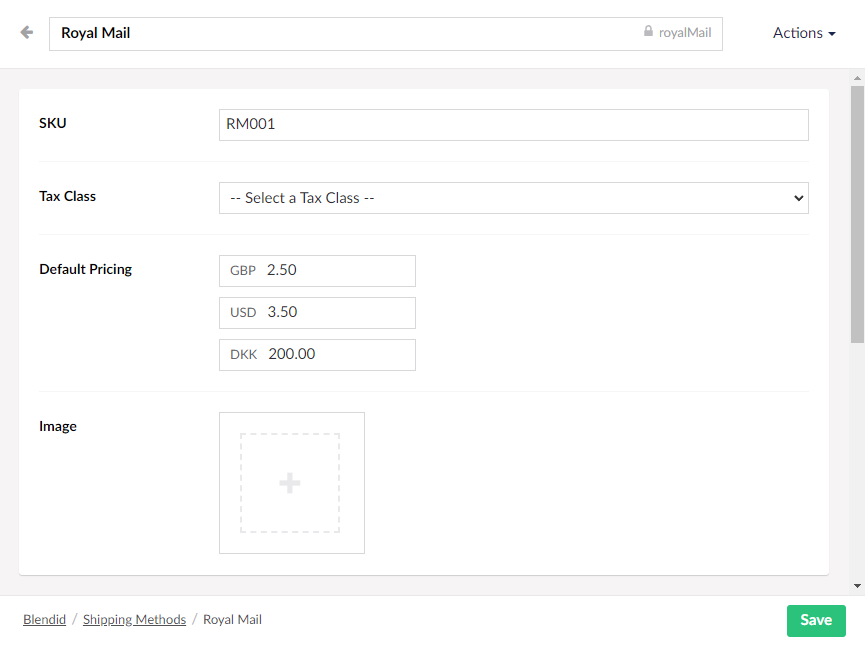 Royal Mail royalMail Actions
SKU RM001
Tax Class -- Select a Tax Class --
Default Pricing GBP 2.50
USD 3.50
DKK 200.00
Image
Blendid / Shipping Methods / Royal Mail Save